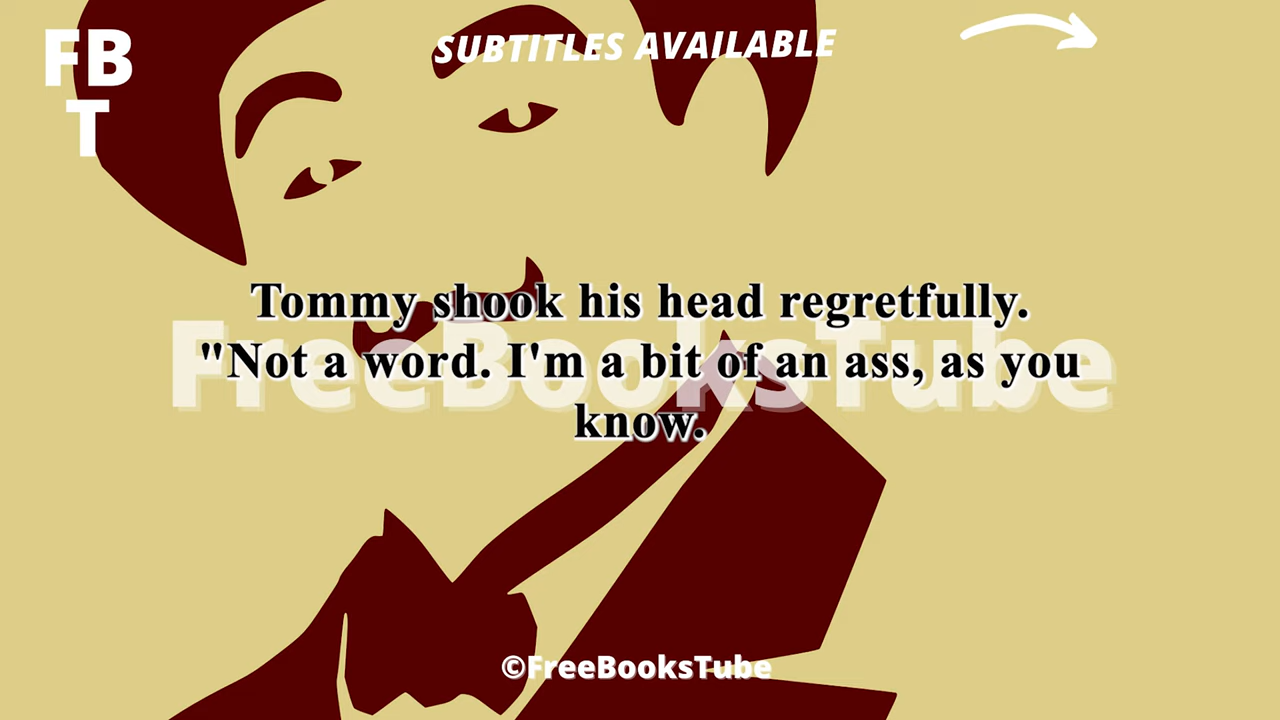 FB
T
SUBTITLES AVAILABLE
Tommy shook his head regretfully.
"Not a word. I'm a bit of an ass, as you
know.
FreeBooksTube
©FreeBooksTube